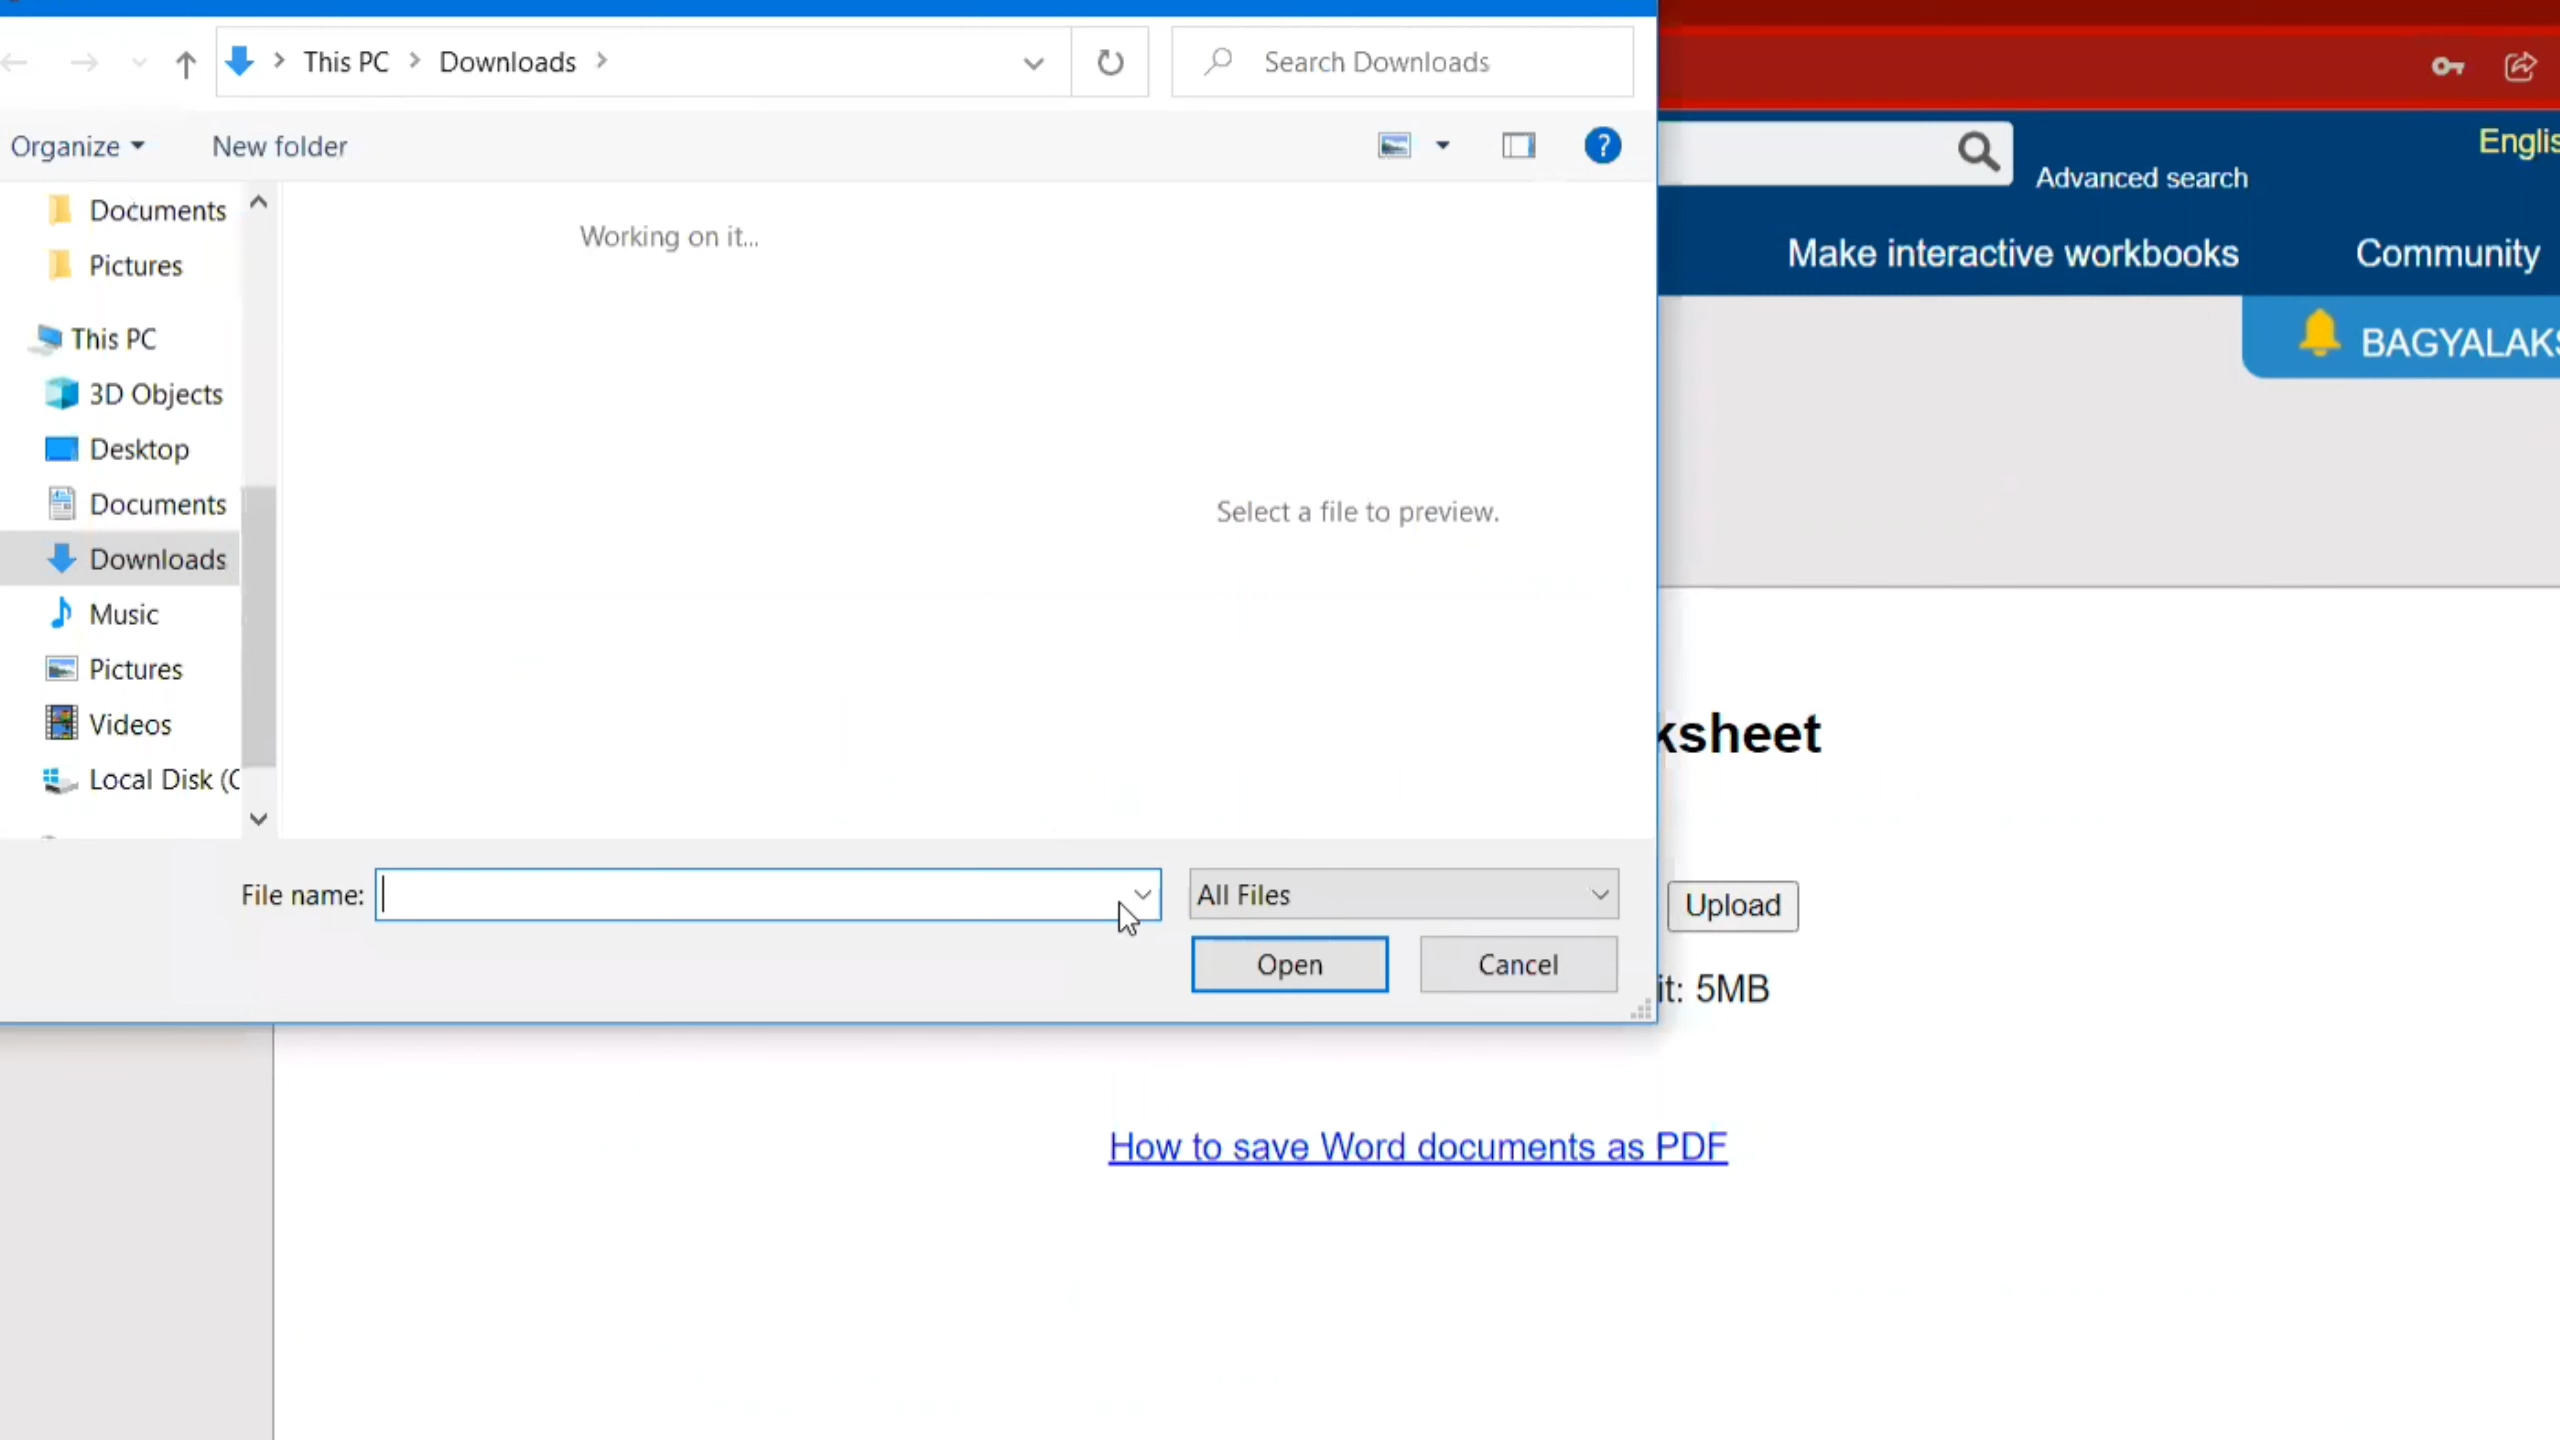 This PC > Downloads >
Search Downloads
Organize
New folder
Documents
Pictures
This PC
3D Objects
Desktop
Documents
Downloads
Music
Pictures
Videos
Local Disk (C
Working on it...
Select a file to preview.
File name:
All Files
Open
Cancel
Englis
Advanced search
Make interactive workbooks
Community
BAGYALAKS
ksheet
Upload
it: 5MB
How to save Word documents as PDF